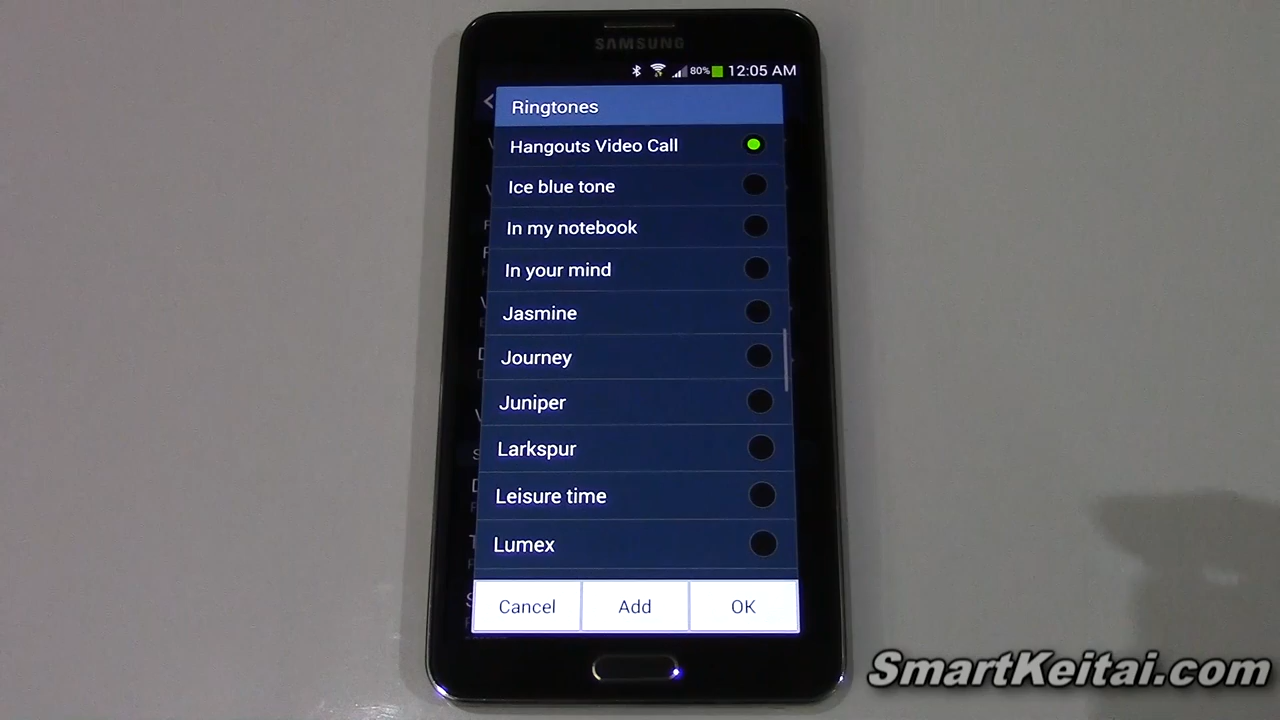 SAMSUNG
80% 12:05 AM
Ringtones
Hangouts Video Call
Ice blue tone
In my notebook
In your mind
Jasmine
Journey
Juniper
Larkspur
Leisure time
Lumex
Cancel Add OK
SmartKeitai.com